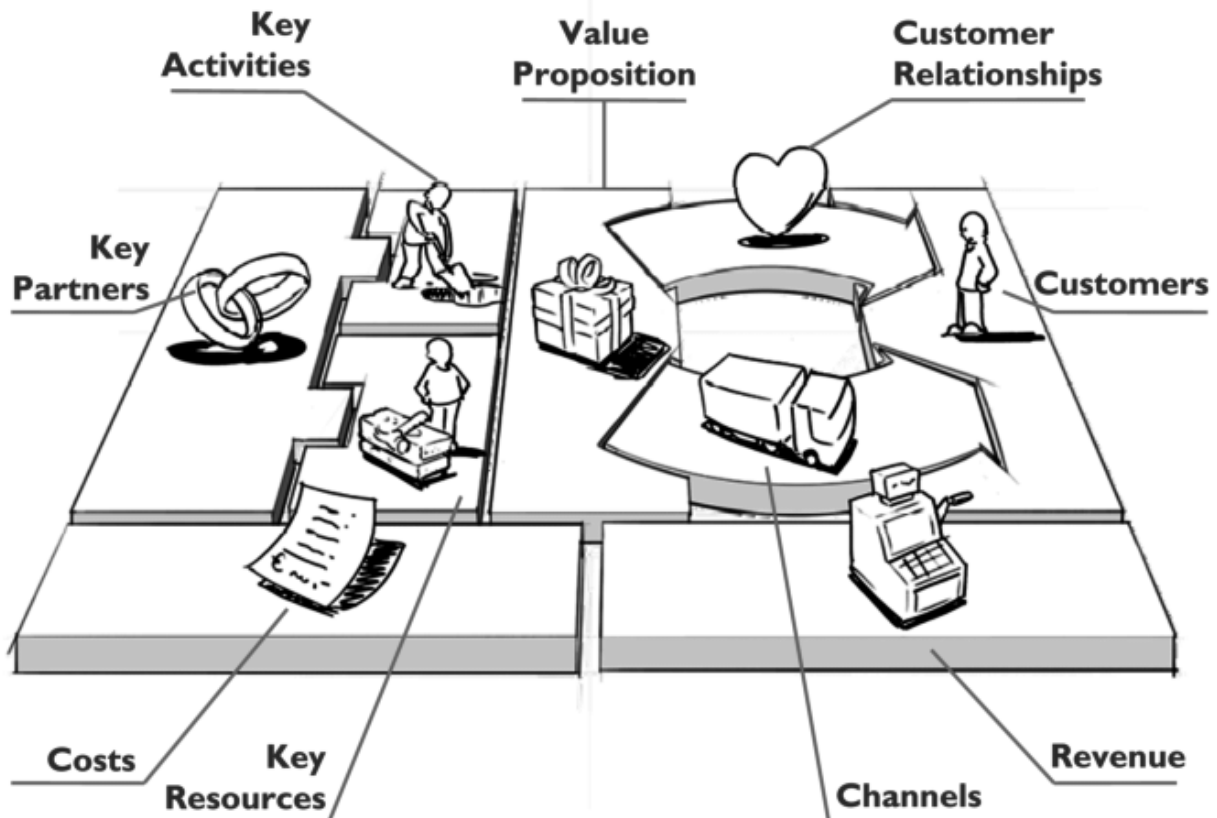 Key
Activities
Value
Proposition
Customer
Relationships
Key
Partners
Customers
Costs
Key
Resources
Channels
Revenue